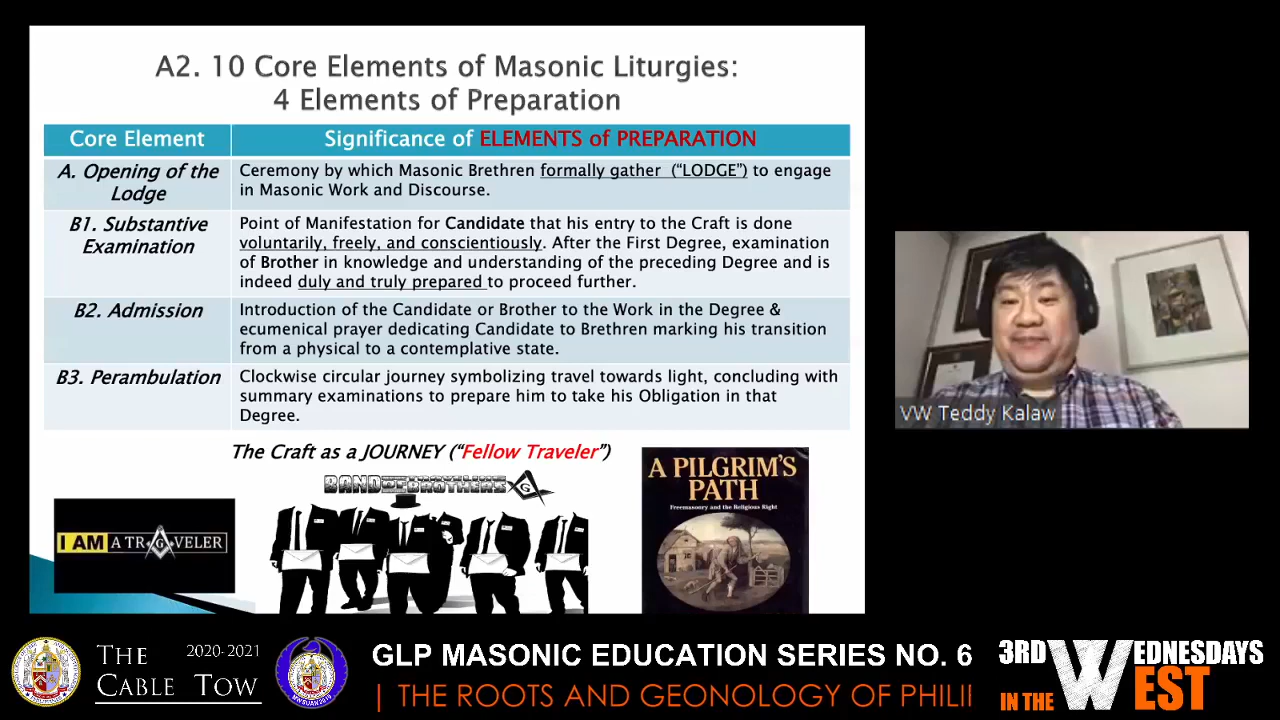 A2. 10 Core Elements of Masonic Liturgies:
4 Elements of Preparation
Core Element
Significance of ELEMENTS of PREPARATION
A. Opening of the
Lodge
Ceremony by which Masonic Brethren formally gather ("LODGE") to engage
in Masonic Work and Discourse.
B1. Substantive
Examination
Point of Manifestation for Candidate that his entry to the Craft is done
voluntarily, freely, and conscientiously. After the First Degree, examination
of Brother in knowledge and understanding of the preceding Degree and is
indeed duly and truly prepared to proceed further.
B2. Admission
Introduction of the Candidate or Brother to the Work in the Degree &
ecumenical prayer dedicating Candidate to Brethren marking his transition
from a physical to a contemplative state.
B3. Perambulation
Clockwise circular journey symbolizing travel towards light, concluding with
summary examinations to prepare him to take his Obligation in that
Degree.
The Craft as a JOURNEY ("Fellow Traveler")
I AM A TRAVELER
G
BROTHERS
G
A PILGRIM'S
PATH
Freemasonry and the Religious Right
VW Teddy Kalaw
THE
CABLE TOW
2020-2021
GLP MASONIC EDUCATION SERIES NO. 6
| THE ROOTS AND GEONOLOGY OF PHILI
3RD WEDNESDAYS
IN THE WEST